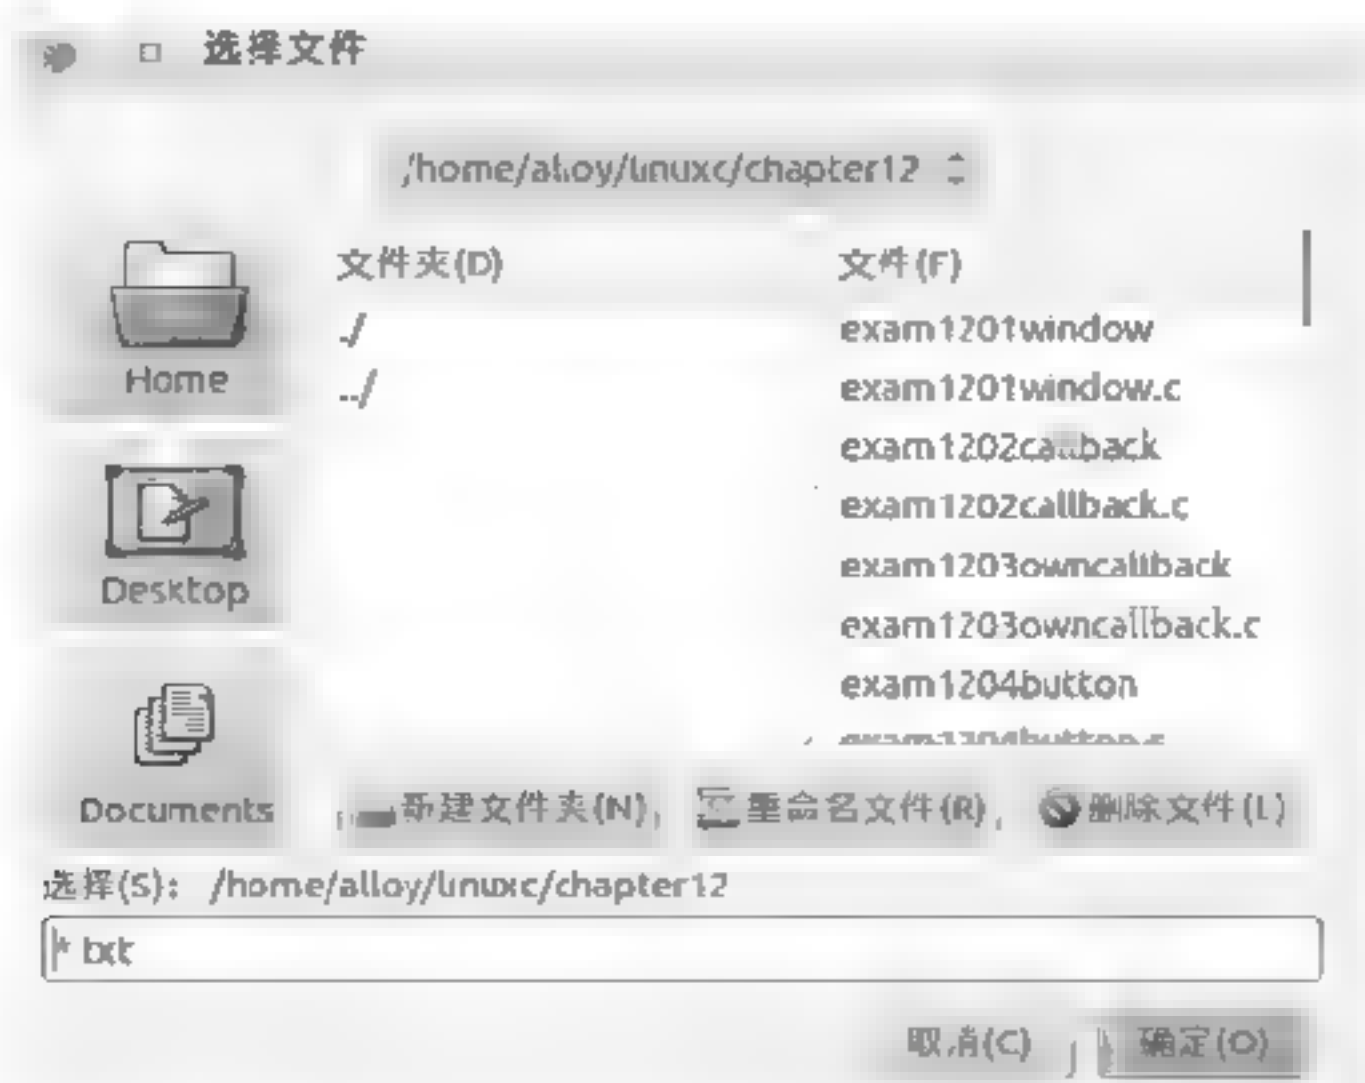 选择文件
/home/alloy/linuxc/chapter12
文件夹(D)
文件(F)
./
../
exam1201window
exam1201window.c
exam1202callback
exam1202callback.c
exam1203owncallback
exam1203owncallback.c
exam1204button
exam1204button.c
Home
Desktop
Documents
新建文件夹(N)
重命名文件(R)
删除文件(L)
选择(S): /home/alloy/linuxc/chapter12
*.txt
取消(C)
确定(O)